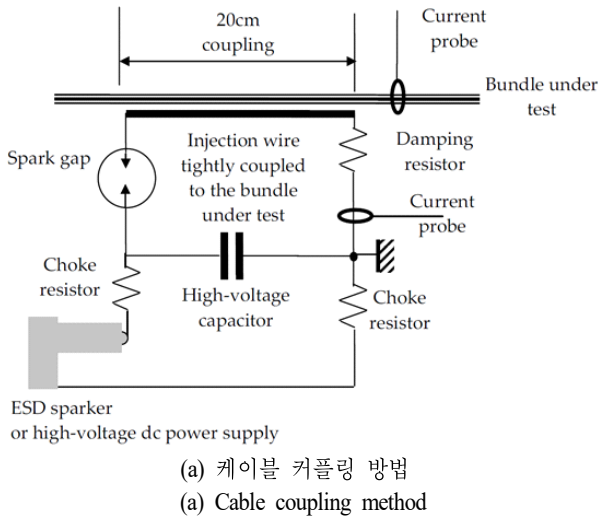 20cm
coupling
Current
probe
Bundle under
test
Spark gap
Injection wire
tightly coupled
to the bundle
under test
Damping
resistor
Current
probe
Choke
resistor
High-voltage
capacitor
Choke
resistor
ESD sparker
or high-voltage dc power supply
(a) 케이블 커플링 방법
(a) Cable coupling method